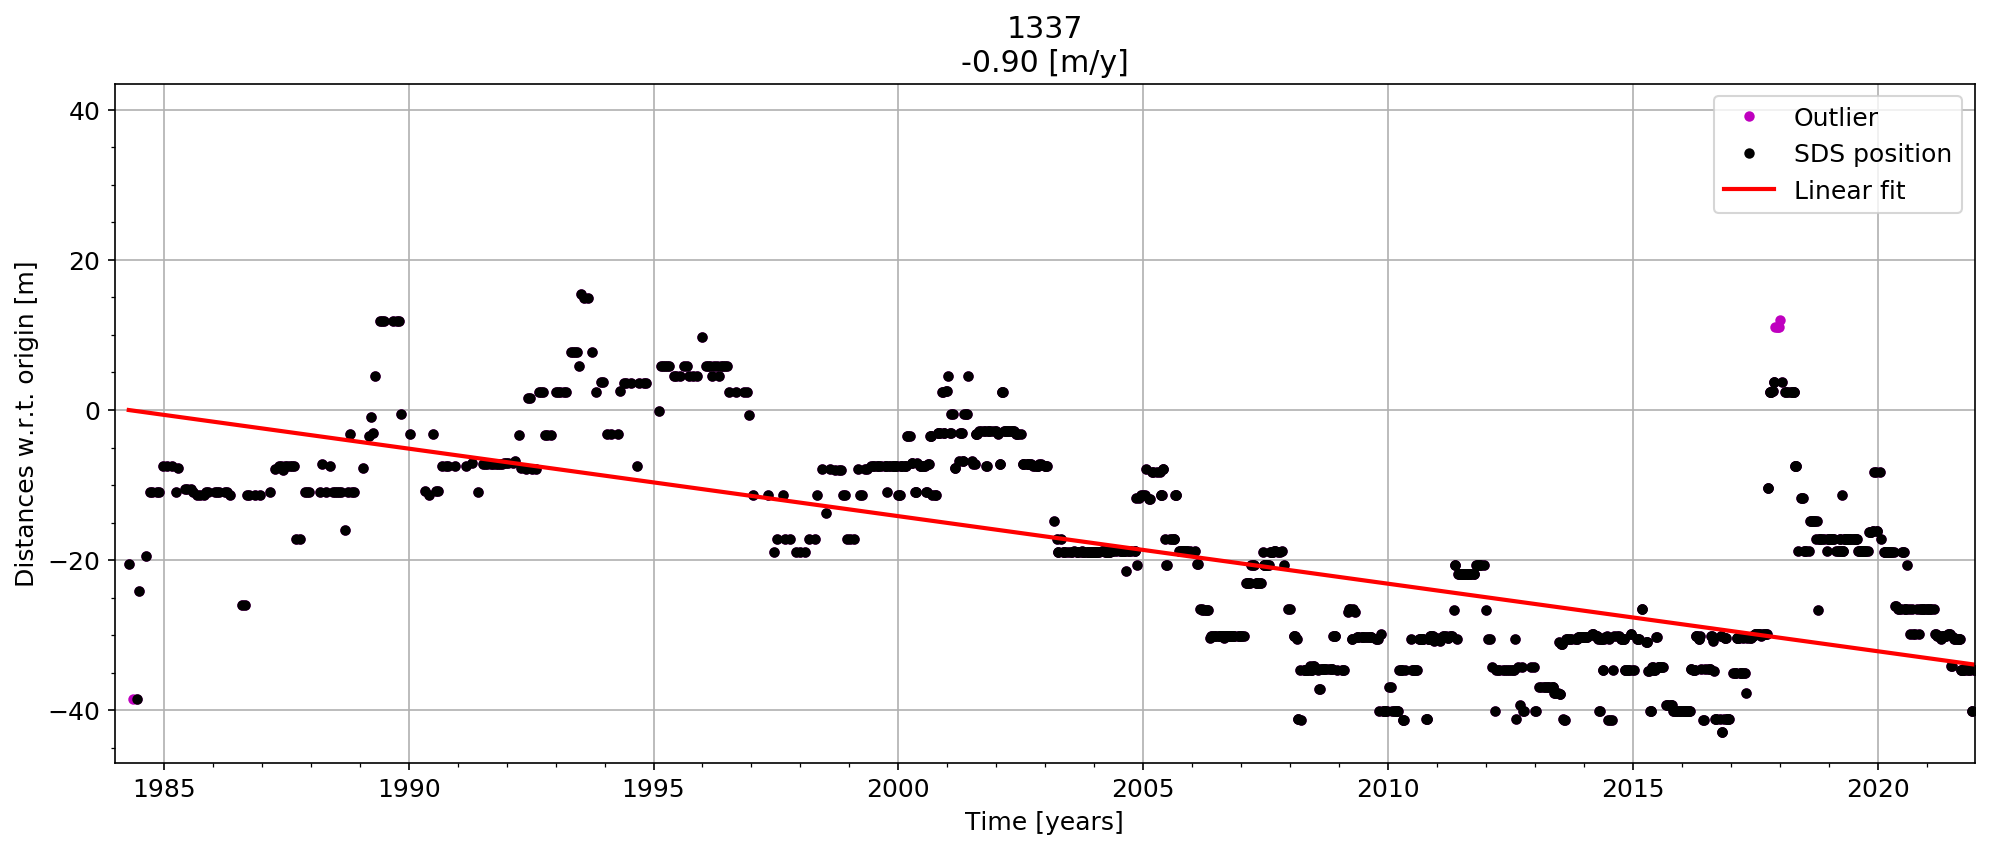 1337
-0.90 [m/y]
Outlier
SDS position
Linear fit
Distances w.r.t. origin [m]
40
20
0
−20
−40
1985 1990 1995 2000 2005 2010 2015 2020
Time [years]